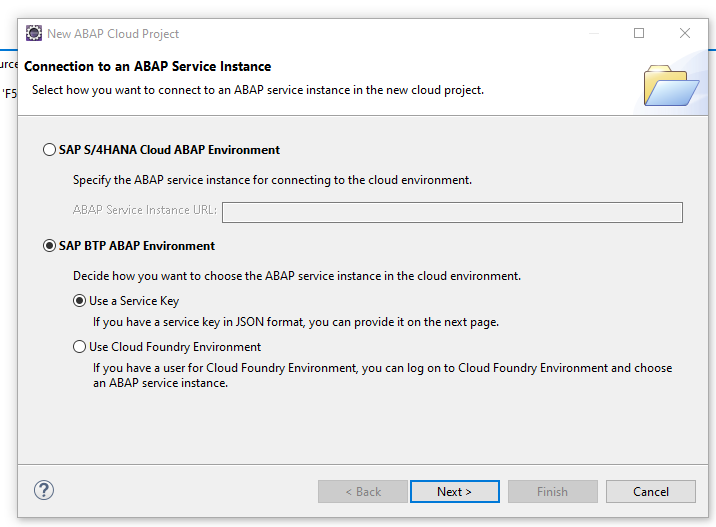 New ABAP Cloud Project
Connection to an ABAP Service Instance
Select how you want to connect to an ABAP service instance in the new cloud project.
'F5
SAP S/4HANA Cloud ABAP Environment
Specify the ABAP service instance for connecting to the cloud environment.
ABAP Service Instance URL:
SAP BTP ABAP Environment
Decide how you want to choose the ABAP service instance in the cloud environment.
Use a Service Key
If you have a service key in JSON format, you can provide it on the next page.
Use Cloud Foundry Environment
If you have a user for Cloud Foundry Environment, you can log on to Cloud Foundry Environment and choose
an ABAP service instance.
?
< Back
Next >
Finish
Cancel